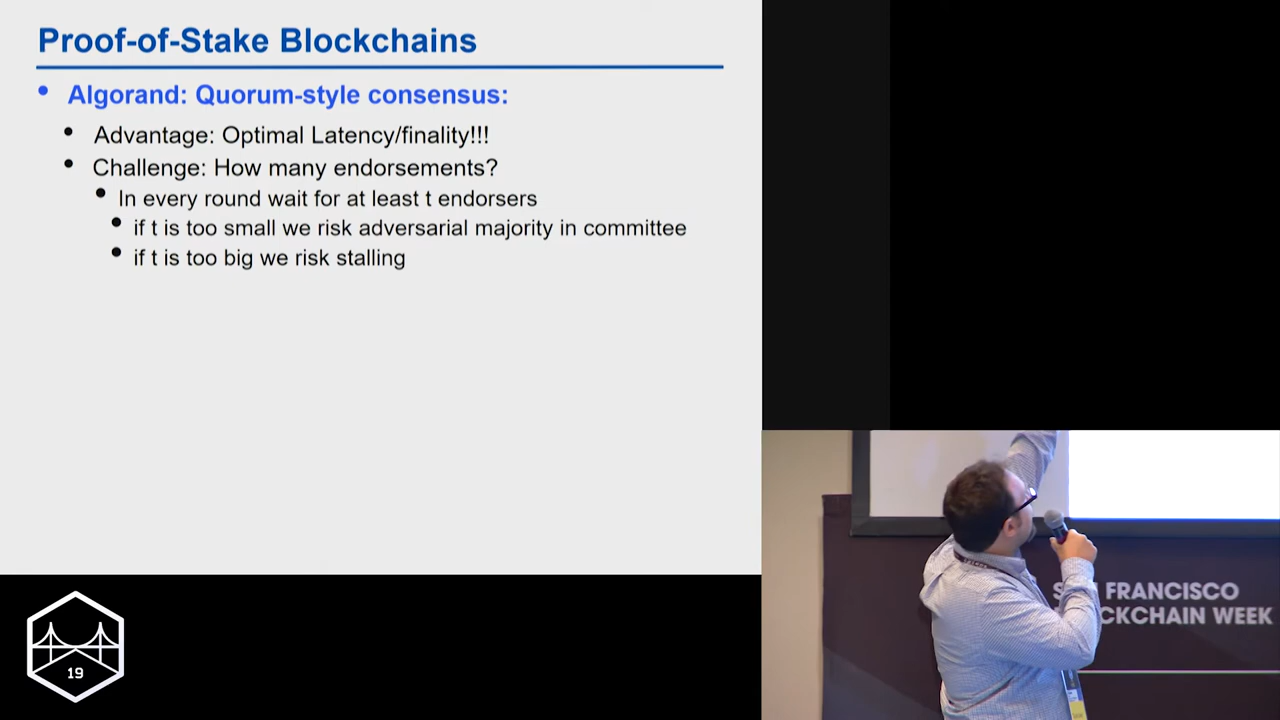 Proof-of-Stake Blockchains
Algorand: Quorum-style consensus:
Advantage: Optimal Latency/finality!!!
Challenge: How many endorsements?
In every round wait for at least t endorsers
if t is too small we risk adversarial majority in committee
if t is too big we risk stalling
19
FRANCISCO
WEEK